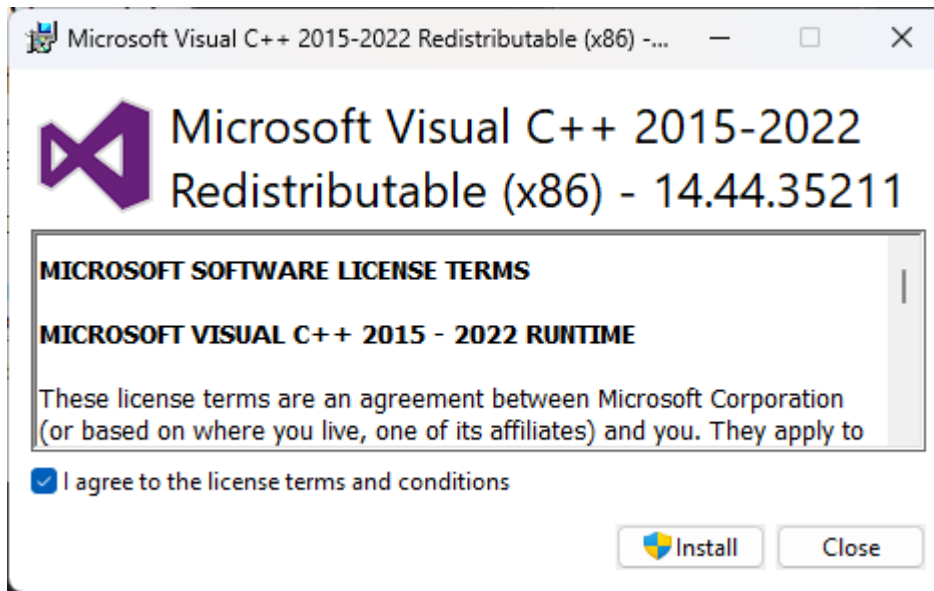 Microsoft Visual C++ 2015-2022 Redistributable (x86) -...
Microsoft Visual C++ 2015-2022
Redistributable (x86) - 14.44.35211
MICROSOFT SOFTWARE LICENSE TERMS
MICROSOFT VISUAL C++ 2015 - 2022 RUNTIME
These license terms are an agreement between Microsoft Corporation
(or based on where you live, one of its affiliates) and you. They apply to
I agree to the license terms and conditions
Install Close